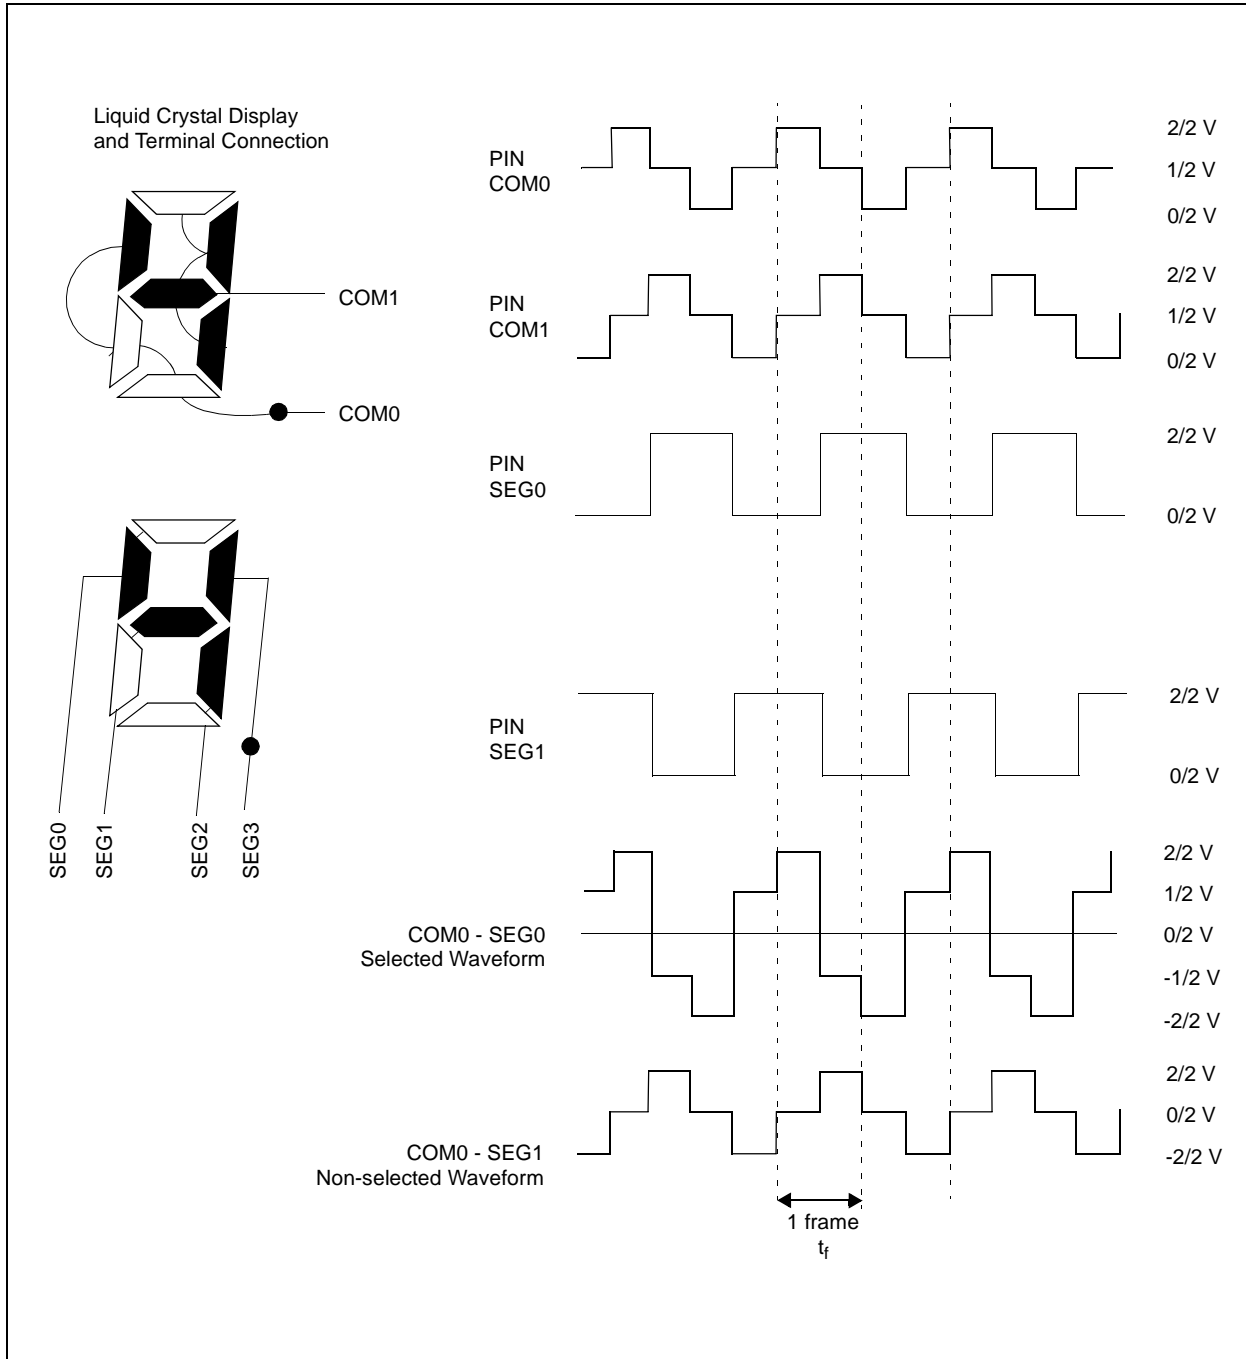 Liquid Crystal Display
and Terminal Connection
COM1
COM0
SEG0
SEG1
SEG2
SEG3
PIN
COM0
2/2 V
1/2 V
0/2 V
PIN
COM1
2/2 V
1/2 V
0/2 V
PIN
SEG0
2/2 V
0/2 V
PIN
SEG1
2/2 V
0/2 V
COM0 - SEG0
Selected Waveform
2/2 V
1/2 V
0/2 V
-1/2 V
-2/2 V
COM0 - SEG1
Non-selected Waveform
2/2 V
0/2 V
-2/2 V
1 frame
tf